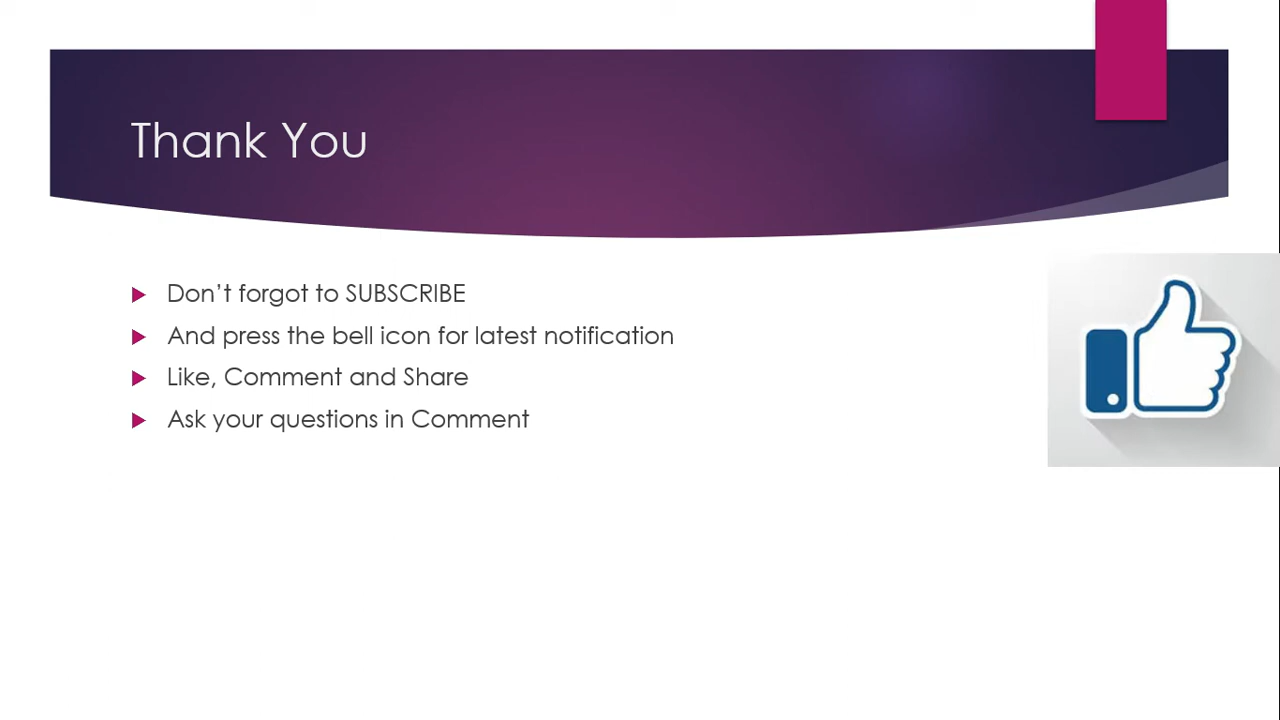 Thank You
Don’t forgot to SUBSCRIBE
And press the bell icon for latest notification
Like, Comment and Share
Ask your questions in Comment